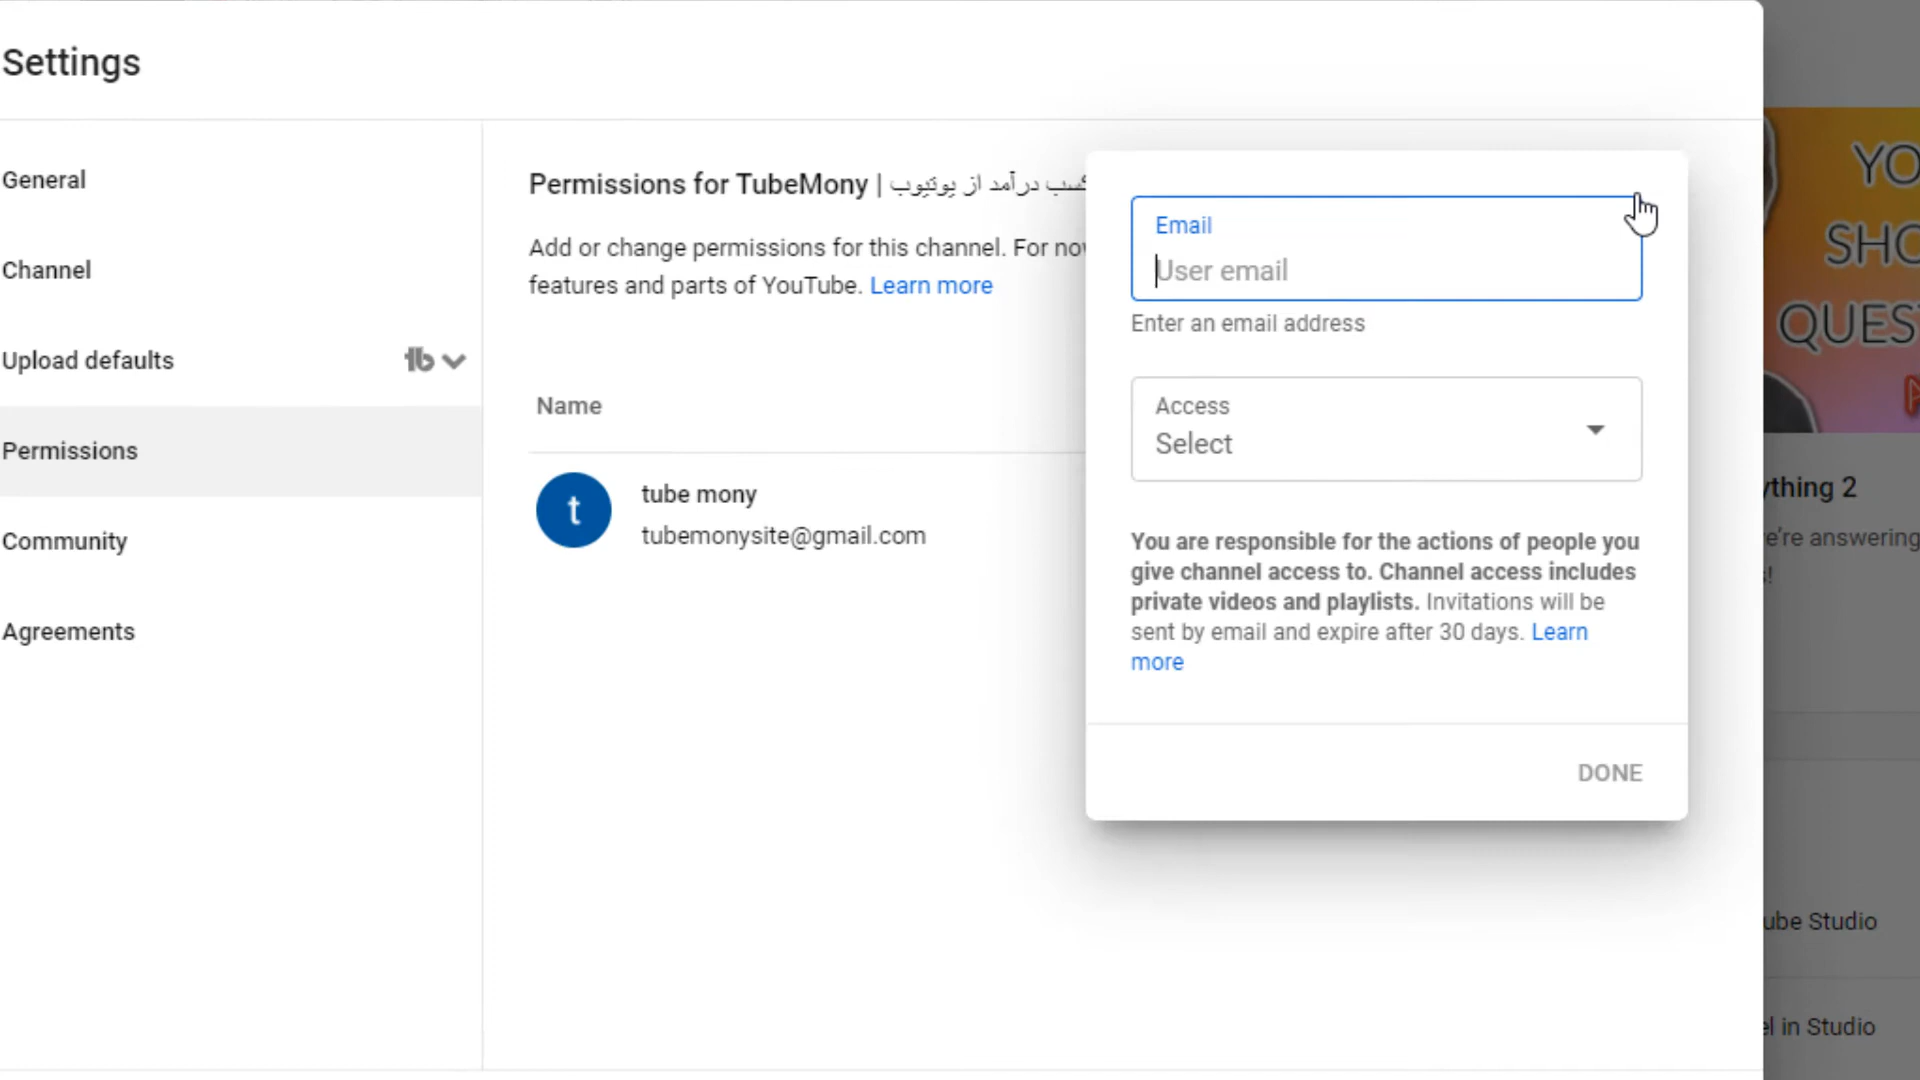 Settings
General
Channel
Upload defaults
Permissions
Community
Agreements
Permissions for TubeMony | کسب درآمد از یوتیوب
Add or change permissions for this channel. For now
features and parts of YouTube. Learn more
Name
t
tube mony
tubemonysite@gmail.com
Email
User email
Enter an email address
Access
Select
You are responsible for the actions of people you
give channel access to. Channel access includes
private videos and playlists. Invitations will be
sent by email and expire after 30 days. Learn
more
DONE
YO
SHO
QUEST
ything 2
e're answering
s!
ube Studio
el in Studio